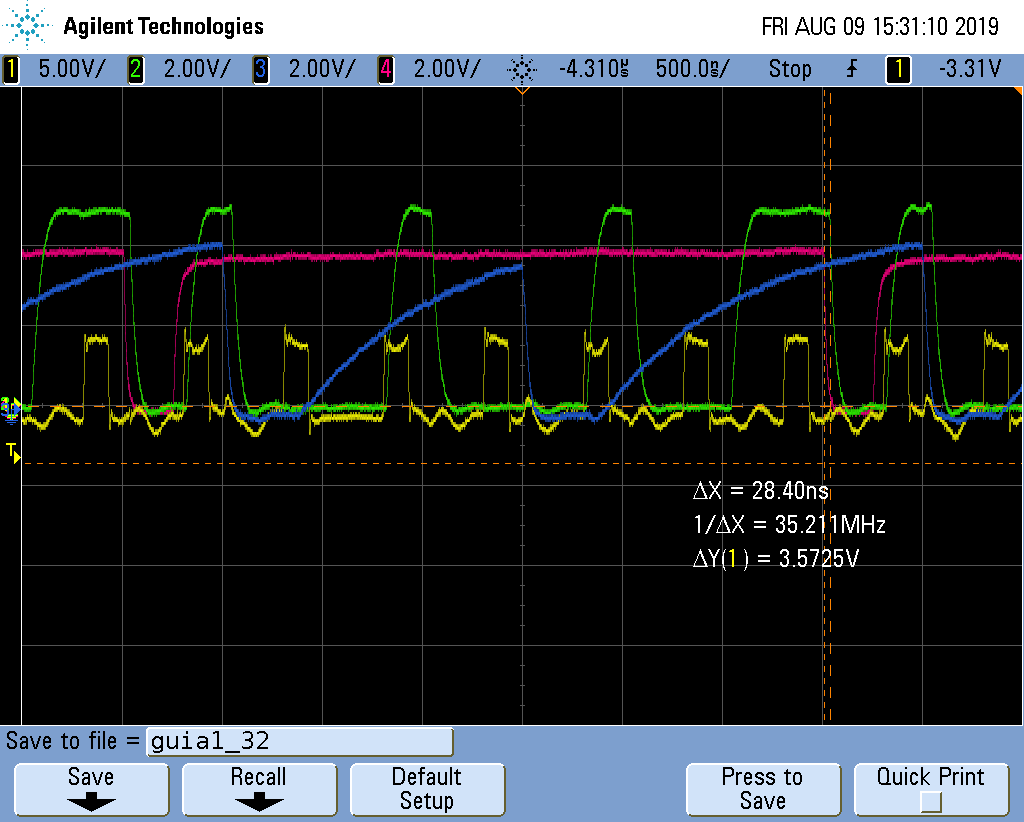 Agilent Technologies FRI AUG 09 15:31:10 2019
1 5.00V/ 2 2.00V/ 3 2.00V/ 4 2.00V/ -4.310µs 500.0ns/ Stop 1 -3.31V
T
ΔX = 28.40ns
1/ΔX = 35.211MHz
ΔY(1) = 3.5725V
Save to file = guia1_32
Save Recall Default Setup Press to Save Quick Print